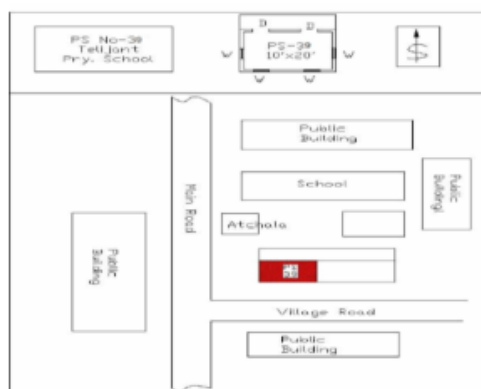 PS No-39
Telijant
Pry. School
D D
PS-39
10'x20'
W W
W W
Public
Building
School
Public
Building
Atchala
Main Road
Public
Building
Village Road
Public
Building